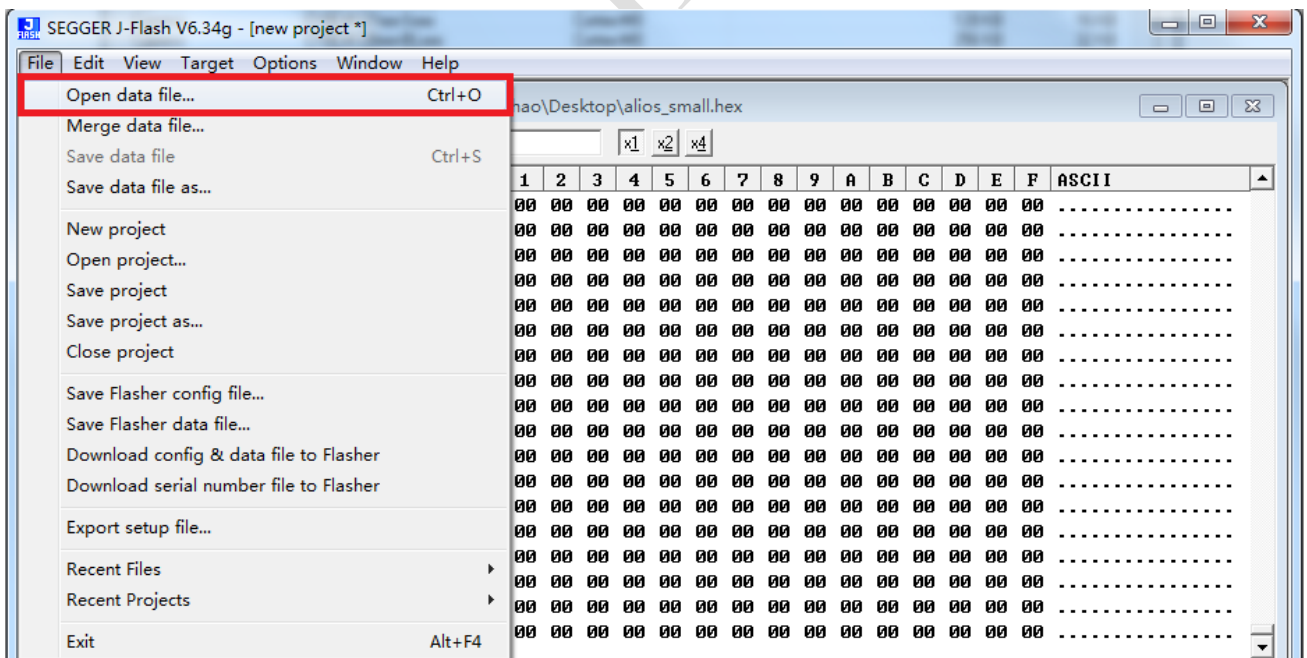 SEGGER J-Flash V6.34g - [new project *]
File Edit View Target Options Window Help
Open data file... Ctrl+O
nao\Desktop\alios_small.hex
Merge data file...
x1 x2 x4
Save data file Ctrl+S
Save data file as...
1 2 3 4 5 6 7 8 9 A B C D E F ASCII
00 00 00 00 00 00 00 00 00 00 00 00 00 00 00 ................
New project
00 00 00 00 00 00 00 00 00 00 00 00 00 00 00 ................
Open project...
00 00 00 00 00 00 00 00 00 00 00 00 00 00 00 ................
Save project
00 00 00 00 00 00 00 00 00 00 00 00 00 00 00 ................
Save project as...
00 00 00 00 00 00 00 00 00 00 00 00 00 00 00 ................
00 00 00 00 00 00 00 00 00 00 00 00 00 00 00 ................
Close project
00 00 00 00 00 00 00 00 00 00 00 00 00 00 00 ................
Save Flasher config file...
00 00 00 00 00 00 00 00 00 00 00 00 00 00 00 ................
00 00 00 00 00 00 00 00 00 00 00 00 00 00 00 ................
Save Flasher data file...
00 00 00 00 00 00 00 00 00 00 00 00 00 00 00 ................
Download config & data file to Flasher
00 00 00 00 00 00 00 00 00 00 00 00 00 00 00 ................
Download serial number file to Flasher
00 00 00 00 00 00 00 00 00 00 00 00 00 00 00 ................
00 00 00 00 00 00 00 00 00 00 00 00 00 00 00 ................
Export setup file...
00 00 00 00 00 00 00 00 00 00 00 00 00 00 00 ................
00 00 00 00 00 00 00 00 00 00 00 00 00 00 00 ................
Recent Files
00 00 00 00 00 00 00 00 00 00 00 00 00 00 00 ................
Recent Projects
00 00 00 00 00 00 00 00 00 00 00 00 00 00 00 ................
00 00 00 00 00 00 00 00 00 00 00 00 00 00 00 ................
Exit Alt+F4